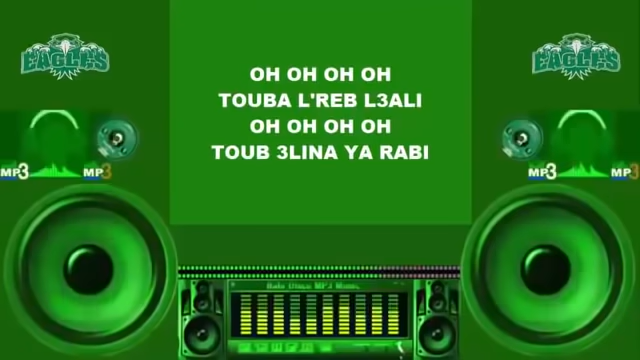 EAGLES
EAGLES
OH OH OH OH
TOUBA L'REB L3ALI
OH OH OH OH
TOUB 3LINA YA RABI
MP3
MP3
MP3
MP3